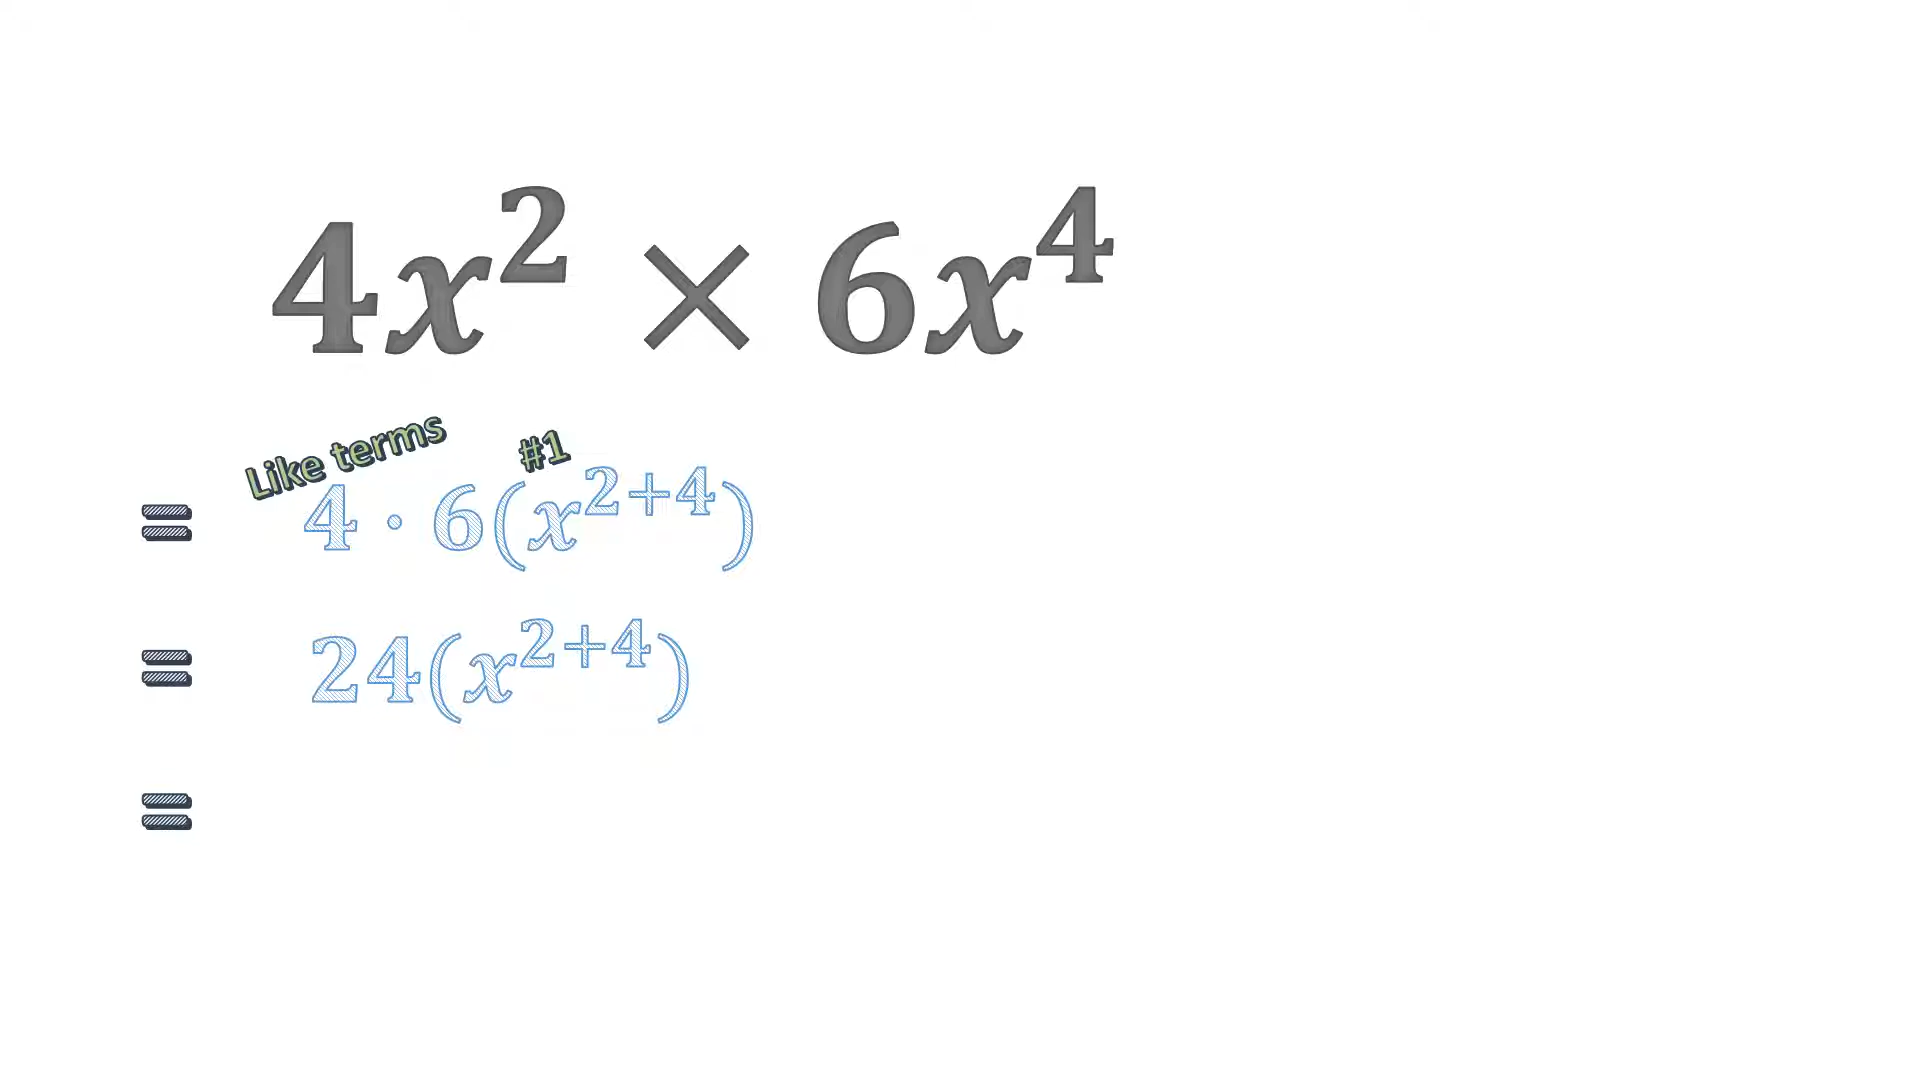 4x² × 6x⁴
Like terms #1
= 4 · 6(x²⁺⁴)
= 24(x²⁺⁴)
=